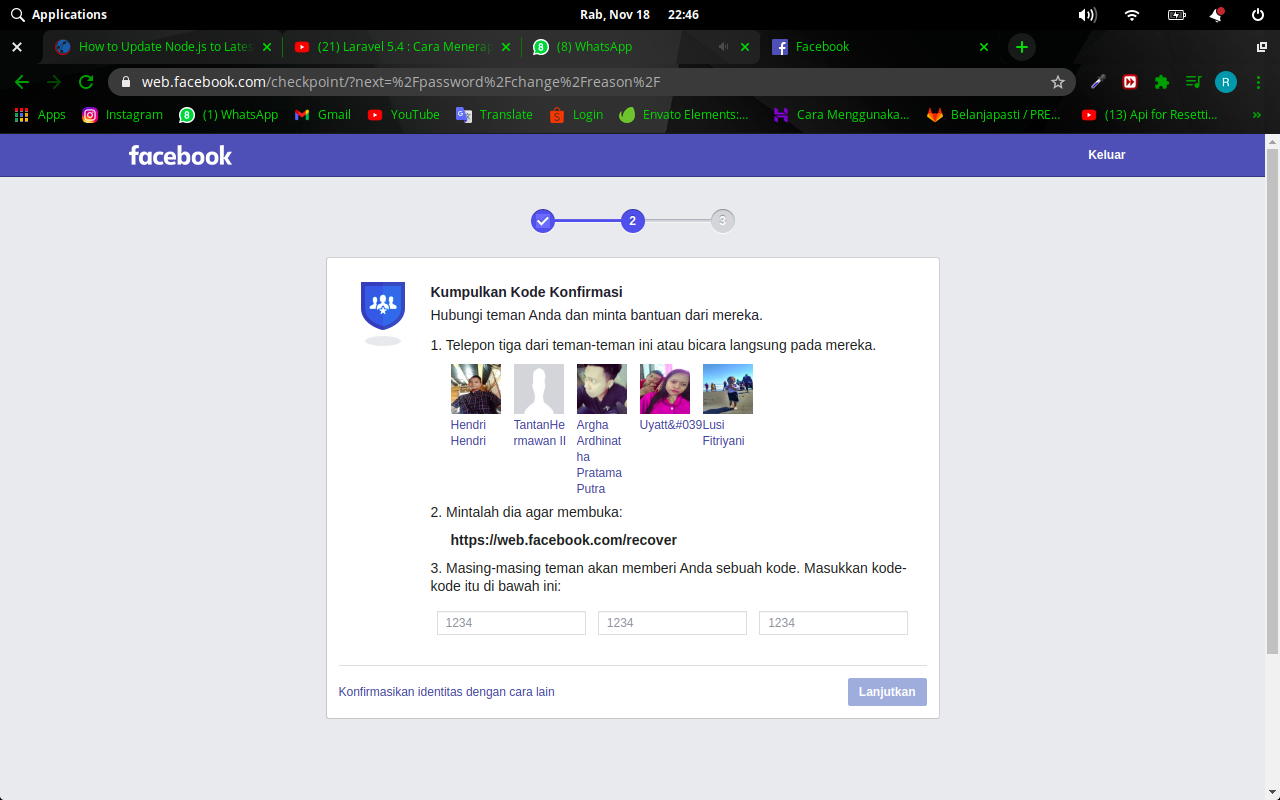 Applications
Rab, Nov 18 22:46
How to Update Node.js to Lates
(21) Laravel 5.4 : Cara Menerap
(8) WhatsApp
Facebook
web.facebook.com/checkpoint/?next=%2Fpassword%2Fchange%2Freason%2F
R
Apps
Instagram
(1) WhatsApp
Gmail
YouTube
Translate
Login
Envato Elements:...
Cara Menggunaka...
Belanjapasti / PRE...
(13) Api for Resetti...
facebook
Keluar
2
3
Kumpulkan Kode Konfirmasi
Hubungi teman Anda dan minta bantuan dari mereka.
1. Telepon tiga dari teman-teman ini atau bicara langsung pada mereka.
Hendri
Hendri
TantanHe
rmawan II
Argha
Ardhinat
ha
Pratama
Putra
Uyatt&#039
Lusi
Fitriyani
2. Mintalah dia agar membuka:
https://web.facebook.com/recover
3. Masing-masing teman akan memberi Anda sebuah kode. Masukkan kode-
kode itu di bawah ini:
1234
1234
1234
Konfirmasikan identitas dengan cara lain
Lanjutkan